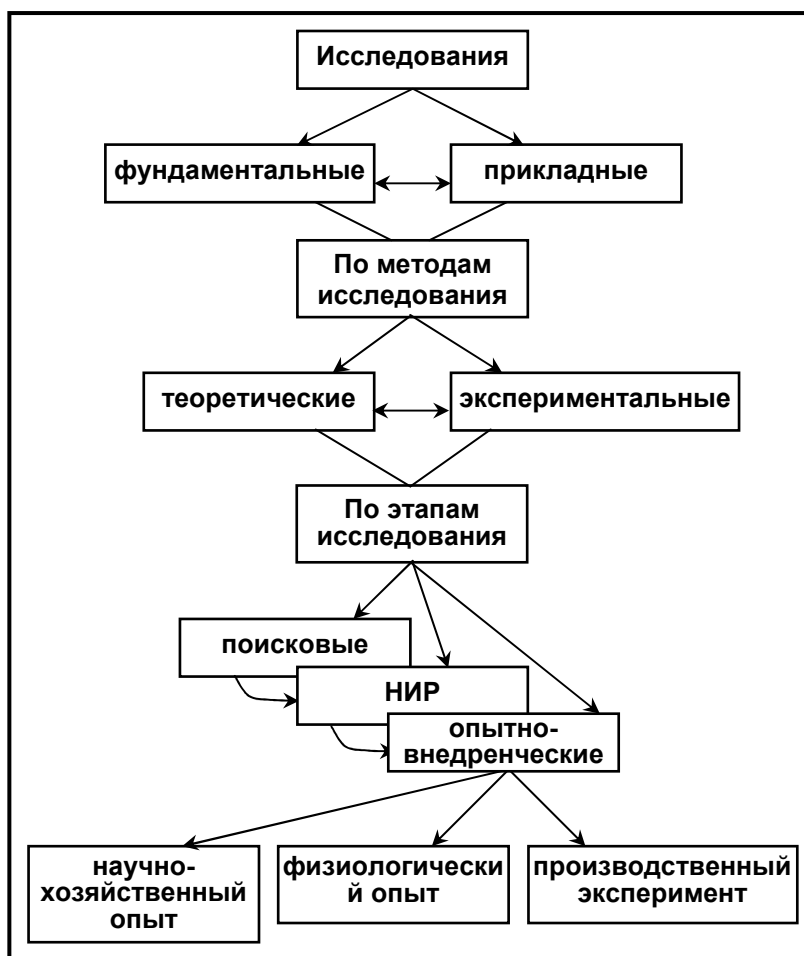 Исследования
фундаментальные
прикладные
По методам
исследования
теоретические
экспериментальные
По этапам
исследования
поисковые
НИР
опытно-
внедренческие
научно-
хозяйственный
опыт
физиологически
й опыт
производственный
эксперимент